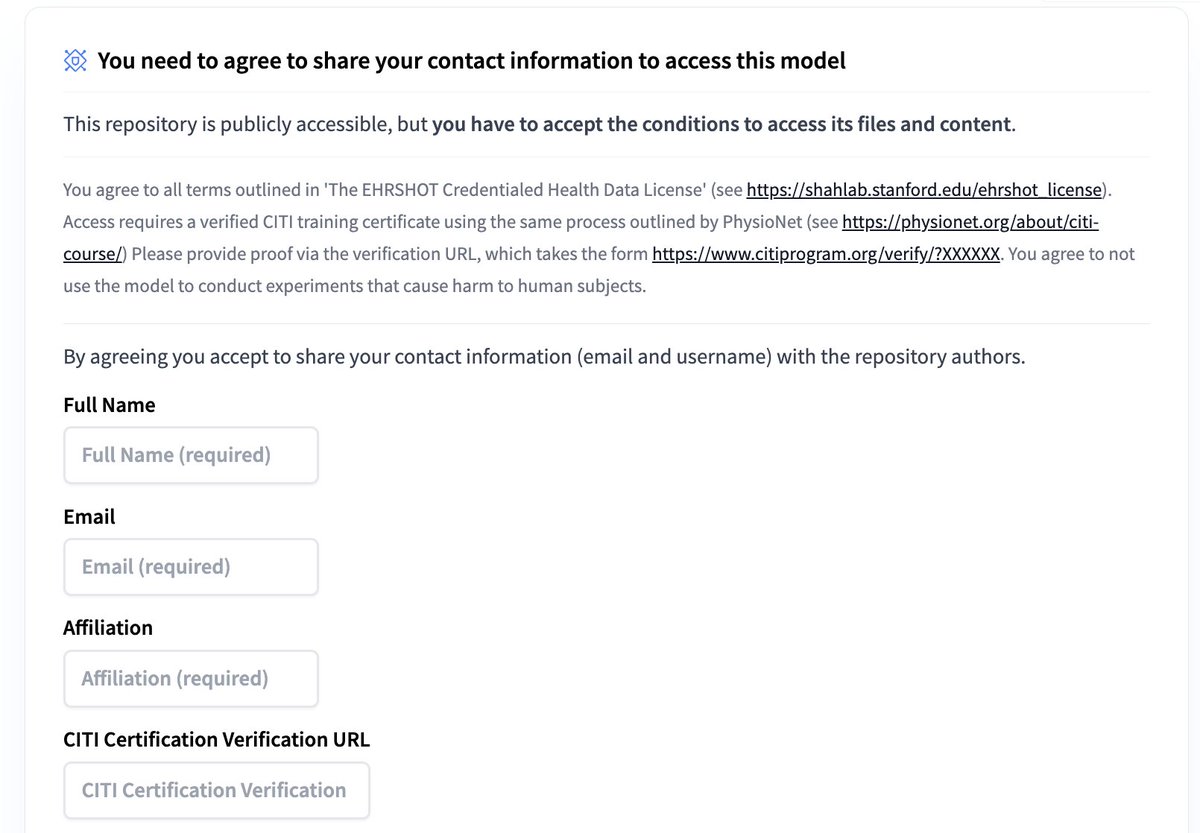 You need to agree to share your contact information to access this model
This repository is publicly accessible, but you have to accept the conditions to access its files and content.
You agree to all terms outlined in 'The EHRSHOT Credentialed Health Data License' (see https://shahlab.stanford.edu/ehrshot_license).
Access requires a verified CITI training certificate using the same process outlined by PhysioNet (see https://physionet.org/about/citi-
course/) Please provide proof via the verification URL, which takes the form https://www.citiprogram.org/verify/?XXXXXX. You agree to not
use the model to conduct experiments that cause harm to human subjects.
By agreeing you accept to share your contact information (email and username) with the repository authors.
Full Name
Full Name (required)
Email
Email (required)
Affiliation
Affiliation (required)
CITI Certification Verification URL
CITI Certification Verification